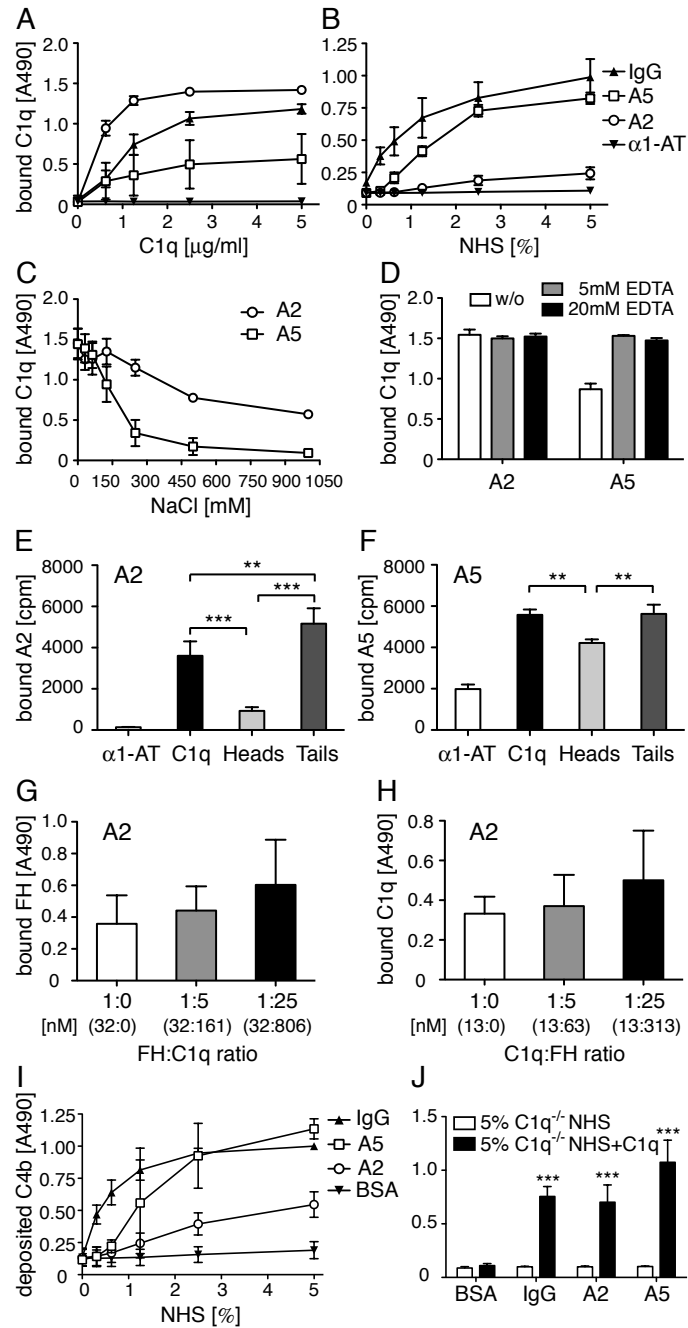 A
bound C1q [A490]
2.0
1.5
1.0
0.5
0
0 1 2 3 4 5
C1q [μg/ml]
B
1.25
1.00
0.75
0.50
0.25
0
0 1 2 3 4 5
NHS [%]
IgG
A5
A2
α1-AT
C
bound C1q [A490]
2.0
1.5
1.0
0.5
0
0 150 300 450 600 750 900 1050
NaCl [mM]
A2
A5
D
bound C1q [A490]
2.0
1.5
1.0
0.5
0
w/o
5mM EDTA
20mM EDTA
A2 A5
E
A2
bound A2 [cpm]
8000
6000
4000
2000
0
**
*** ***
α1-AT C1q Heads Tails
F
A5
bound A5 [cpm]
8000
6000
4000
2000
0
** **
α1-AT C1q Heads Tails
G
A2
bound FH [A490]
1.0
0.8
0.6
0.4
0.2
0
1:0 1:5 1:25
[nM] (32:0) (32:161) (32:806)
FH:C1q ratio
H
A2
bound C1q [A490]
0.8
0.6
0.4
0.2
0
1:0 1:5 1:25
[nM] (13:0) (13:63) (13:313)
C1q:FH ratio
I
deposited C4b [A490]
1.25
1.00
0.75
0.50
0.25
0
0 1 2 3 4 5
NHS [%]
IgG
A5
A2
BSA
J
1.5
1.0
0.5
0
5% C1q-/- NHS
5% C1q-/- NHS+C1q
*** *** ***
BSA IgG A2 A5